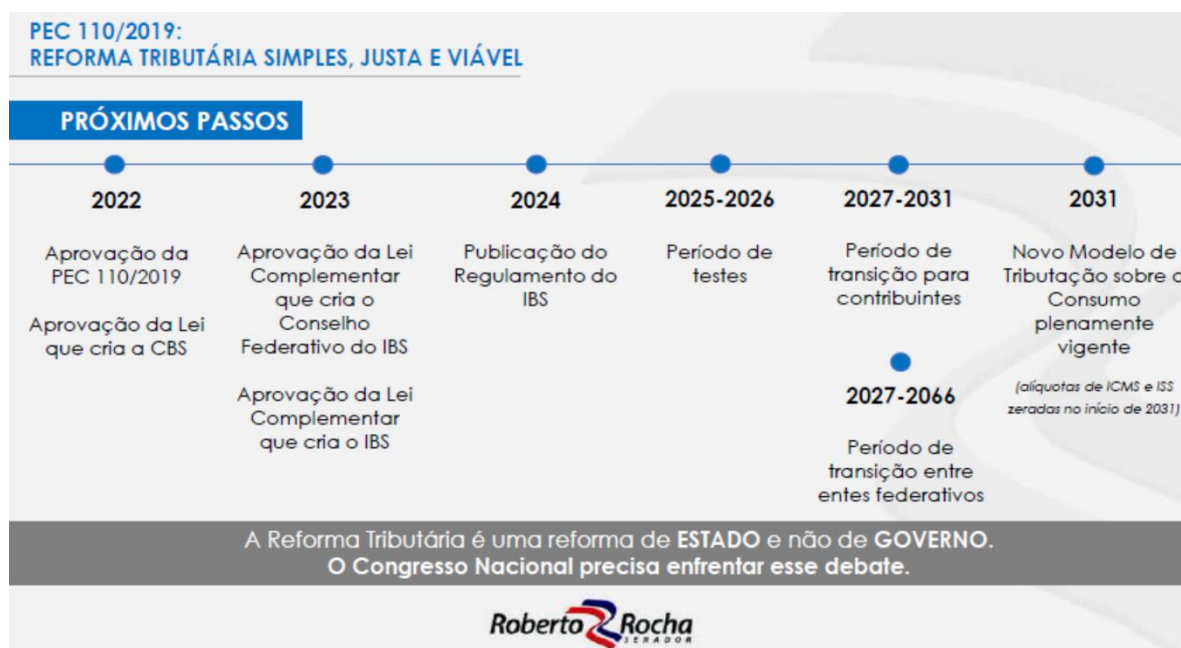 PEC 110/2019:
REFORMA TRIBUTÁRIA SIMPLES, JUSTA E VIÁVEL
PRÓXIMOS PASSOS
2022
Aprovação da
PEC 110/2019
Aprovação da Lei
que cria a CBS
2023
Aprovação da Lei
Complementar
que cria o
Conselho
Federativo do IBS
Aprovação da Lei
Complementar
que cria o IBS
2024
Publicação do
Regulamento do
IBS
2025-2026
Período de
testes
2027-2031
Período de
transição para
contribuintes
2027-2066
Período de
transição entre
entes federativos
2031
Novo Modelo de
Tributação sobre o
Consumo
plenamente
vigente
(alíquotas de ICMS e ISS
zeradas no início de 2031)
A Reforma Tributária é uma reforma de ESTADO e não de GOVERNO.
O Congresso Nacional precisa enfrentar esse debate.
Roberto Rocha
SENADOR